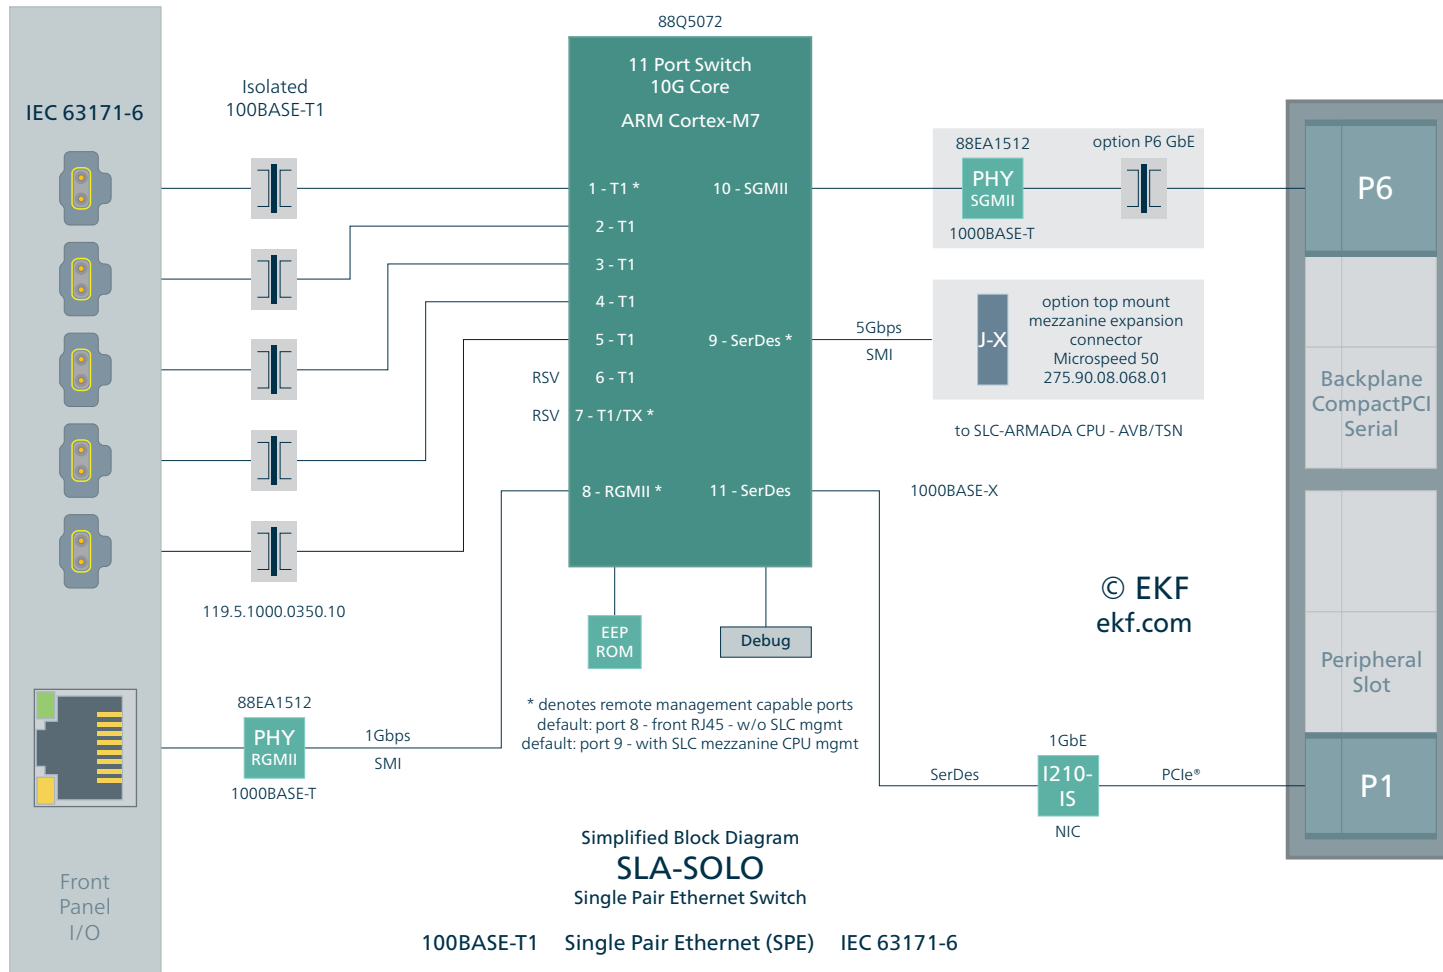 88Q5072
11 Port Switch
10G Core
ARM Cortex-M7
Isolated
100BASE-T1
IEC 63171-6
1 - T1 *
2 - T1
3 - T1
4 - T1
5 - T1
RSV
6 - T1
RSV
7 - T1/TX *
8 - RGMII *
10 - SGMII
9 - SerDes *
11 - SerDes
88EA1512
option P6 GbE
PHY
SGMII
1000BASE-T
P6
5Gbps
SMI
J-X
option top mount
mezzanine expansion
connector
Microspeed 50
275.90.08.068.01
to SLC-ARMADA CPU - AVB/TSN
Backplane
CompactPCI
Serial
1000BASE-X
© EKF
ekf.com
119.5.1000.0350.10
EEP
ROM
Debug
Peripheral
Slot
* denotes remote management capable ports
default: port 8 - front RJ45 - w/o SLC mgmt
default: port 9 - with SLC mezzanine CPU mgmt
88EA1512
PHY
RGMII
1000BASE-T
1Gbps
SMI
1GbE
SerDes
I210-
IS
NIC
PCIe®
P1
Simplified Block Diagram
SLA-SOLO
Single Pair Ethernet Switch
Front
Panel
I/O
100BASE-T1 Single Pair Ethernet (SPE) IEC 63171-6